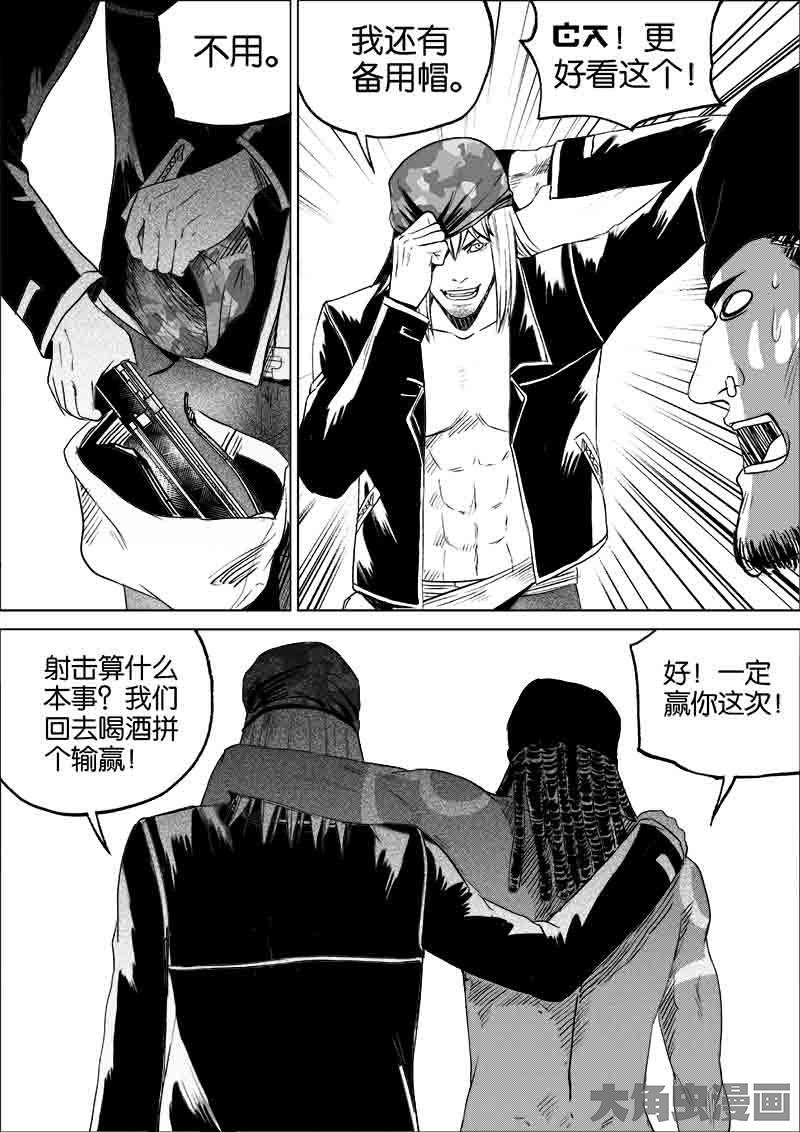 不用。
我还有
备用帽。
！更
好看这个！
射击算什么
本事？我们
回去喝酒拼
个输赢！
好！一定
赢你这次！
大角虫漫画